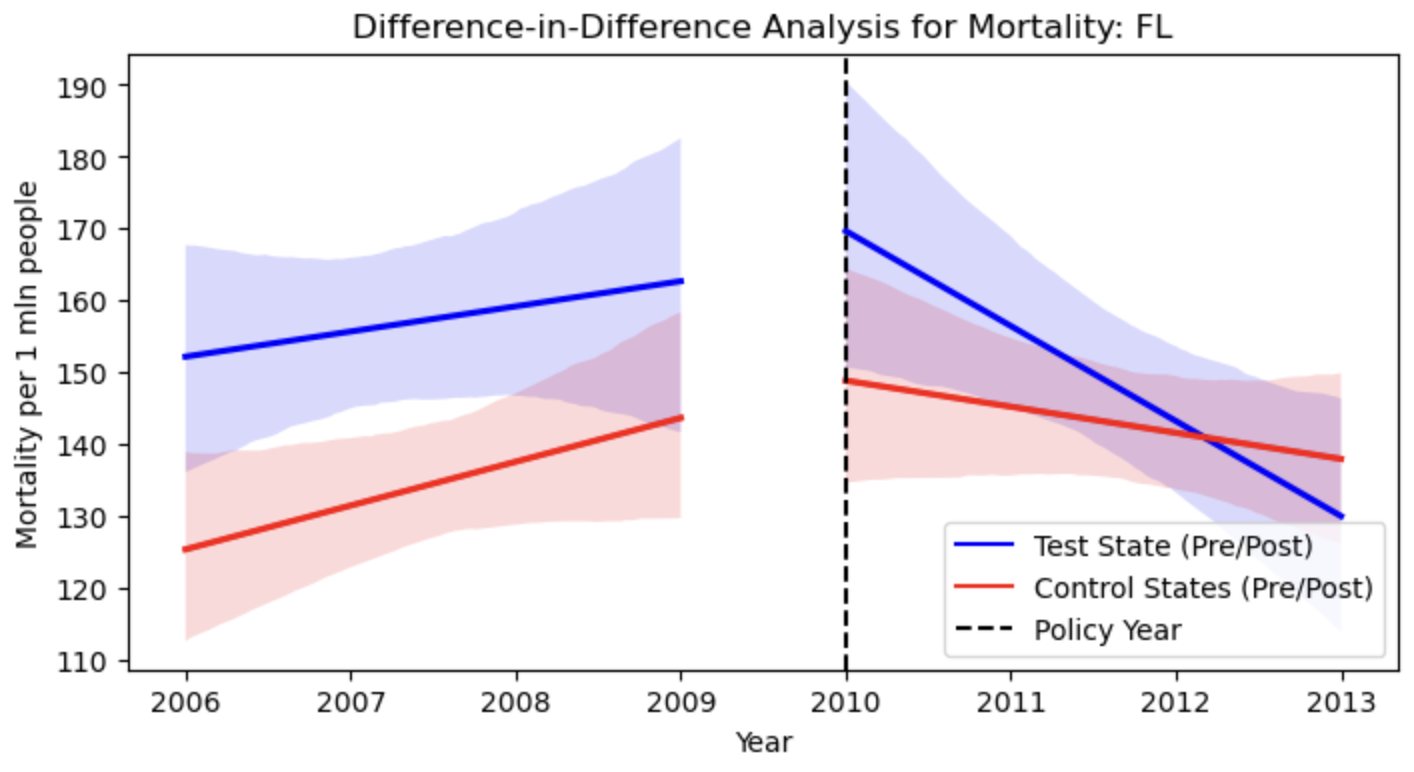 Difference-in-Difference Analysis for Mortality: FL
Mortality per 1 mln people
190
180
170
160
150
140
130
120
110
Test State (Pre/Post)
Control States (Pre/Post)
Policy Year
2006 2007 2008 2009 2010 2011 2012 2013
Year